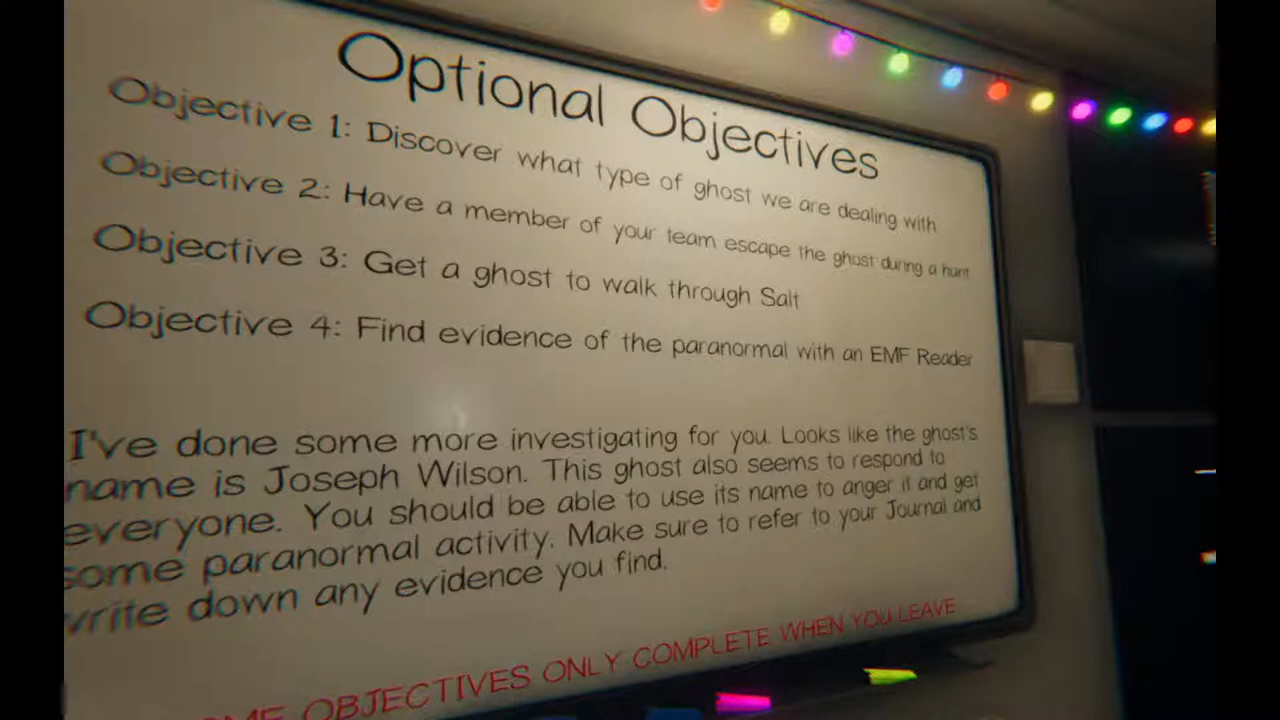 Optional Objectives
Objective 1: Discover what type of ghost we are dealing with
Objective 2: Have a member of your team escape the ghost during a hunt
Objective 3: Get a ghost to walk through Salt
Objective 4: Find evidence of the paranormal with an EMF Reader
I've done some more investigating for you. Looks like the ghost's
name is Joseph Wilson. This ghost also seems to respond to
everyone. You should be able to use its name to anger it and get
some paranormal activity. Make sure to refer to your Journal and
write down any evidence you find.
OBJECTIVES ONLY COMPLETE WHEN YOU LEAVE